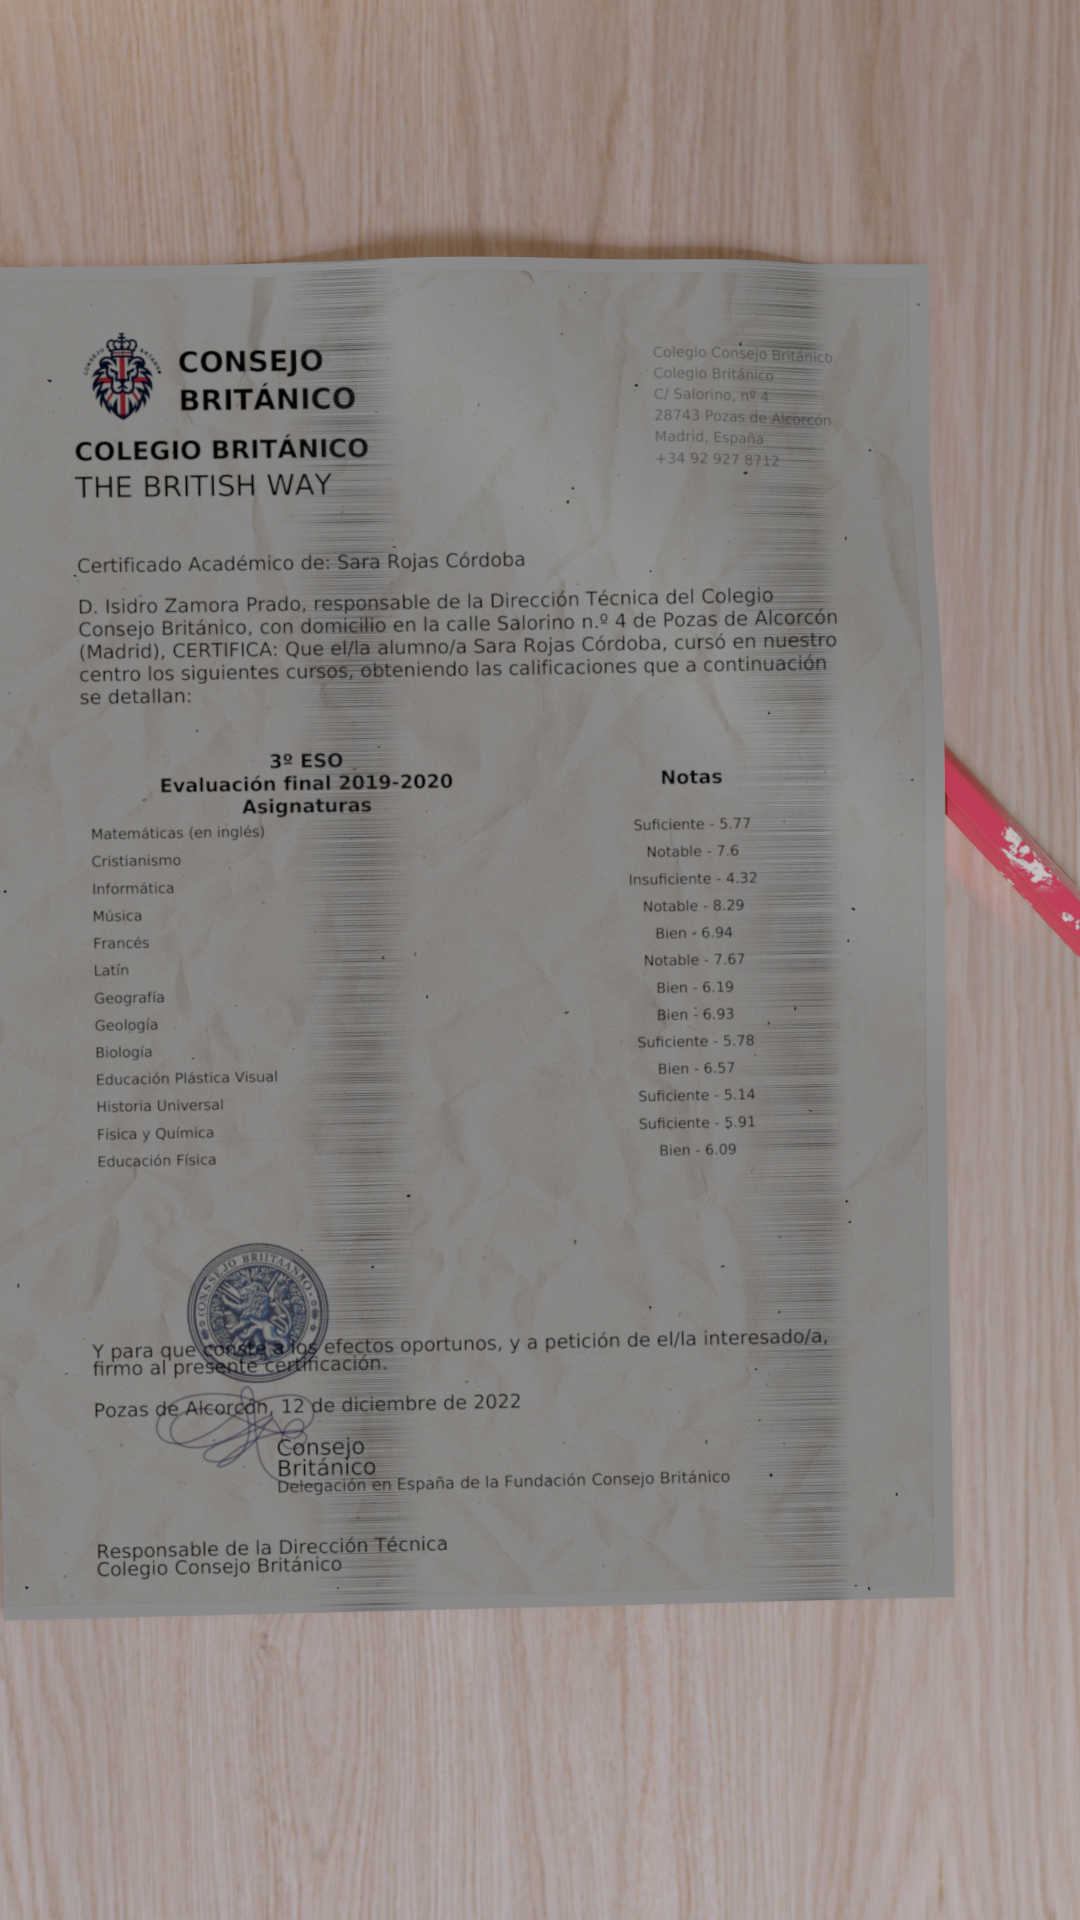 CONSEJO
BRITÁNICO
COLEGIO BRITÁNICO
THE BRITISH WAY
Colegio Consejo Británico
Colegio Británico
C/ Salorino, nº 4
28743 Pozas de Alcorcón
Madrid, España
+34 92 927 8712
Certificado Académico de: Sara Rojas Córdoba
D. Isidro Zamora Prado, responsable de la Dirección Técnica del Colegio
Consejo Británico, con domicilio en la calle Salorino n.º 4 de Pozas de Alcorcón
(Madrid), CERTIFICA: Que el/la alumno/a Sara Rojas Córdoba, cursó en nuestro
centro los siguientes cursos, obteniendo las calificaciones que a continuación
se detallan:
3º ESO
Evaluación final 2019-2020
Asignaturas
Notas
Matemáticas (en inglés) Suficiente - 5.77
Cristianismo Notable - 7.6
Informática Insuficiente - 4.32
Música Notable - 8.29
Francés Bien - 6.94
Latín Notable - 7.67
Geografía Bien - 6.19
Geología Bien - 6.93
Biología Suficiente - 5.78
Educación Plástica Visual Bien - 6.57
Historia Universal Suficiente - 5.14
Física y Química Suficiente - 5.91
Educación Física Bien - 6.09
Y para que conste a los efectos oportunos, y a petición de el/la interesado/a,
firmo al presente certificación.
Pozas de Alcorcón, 12 de diciembre de 2022
Consejo
Británico
Delegación en España de la Fundación Consejo Británico
Responsable de la Dirección Técnica
Colegio Consejo Británico